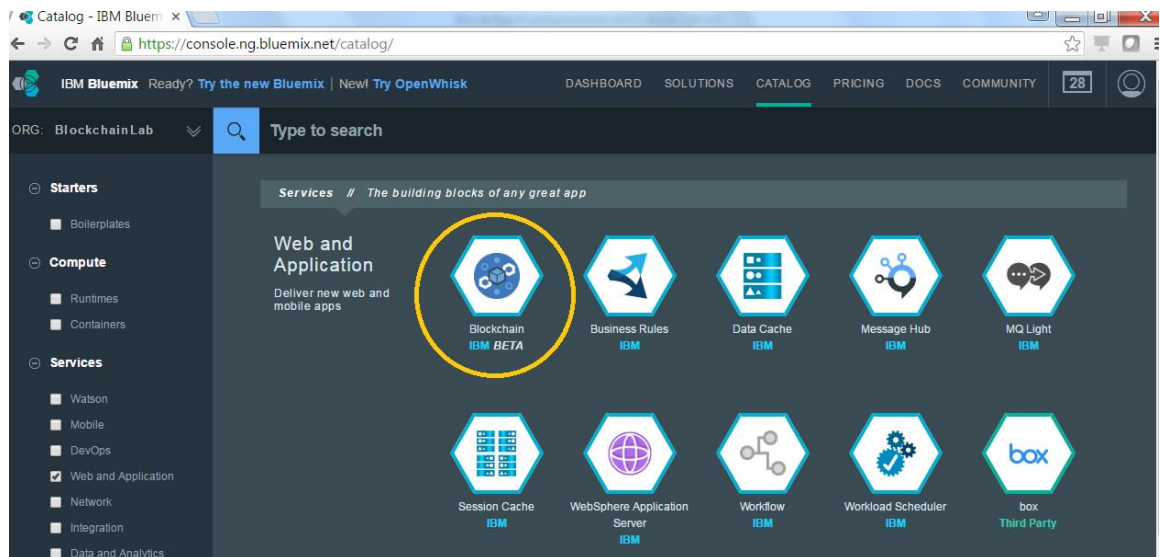 Catalog - IBM Bluem
https://console.ng.bluemix.net/catalog/
IBM Bluemix Ready? Try the new Bluemix | New! Try OpenWhisk DASHBOARD SOLUTIONS CATALOG PRICING DOCS COMMUNITY 28
ORG: BlockchainLab Type to search
Starters
Boilerplates
Compute
Runtimes
Containers
Services
Watson
Mobile
DevOps
Web and Application
Network
Integration
Data and Analytics
Services // The building blocks of any great app
Web and
Application
Deliver new web and
mobile apps
Blockchain
IBM BETA
Business Rules
IBM
Data Cache
IBM
Message Hub
IBM
MQ Light
IBM
Session Cache
IBM
WebSphere Application
Server
IBM
Workflow
IBM
Workload Scheduler
IBM
box
box
Third Party